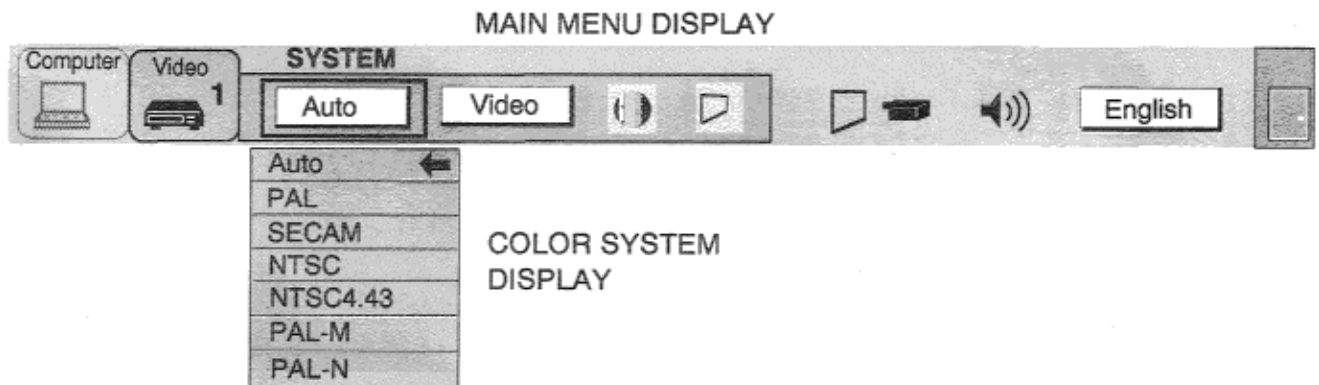 MAIN MENU DISPLAY
Computer Video 1 SYSTEM
Auto Video English
Auto
PAL
SECAM
NTSC
NTSC4.43
PAL-M
PAL-N
COLOR SYSTEM
DISPLAY